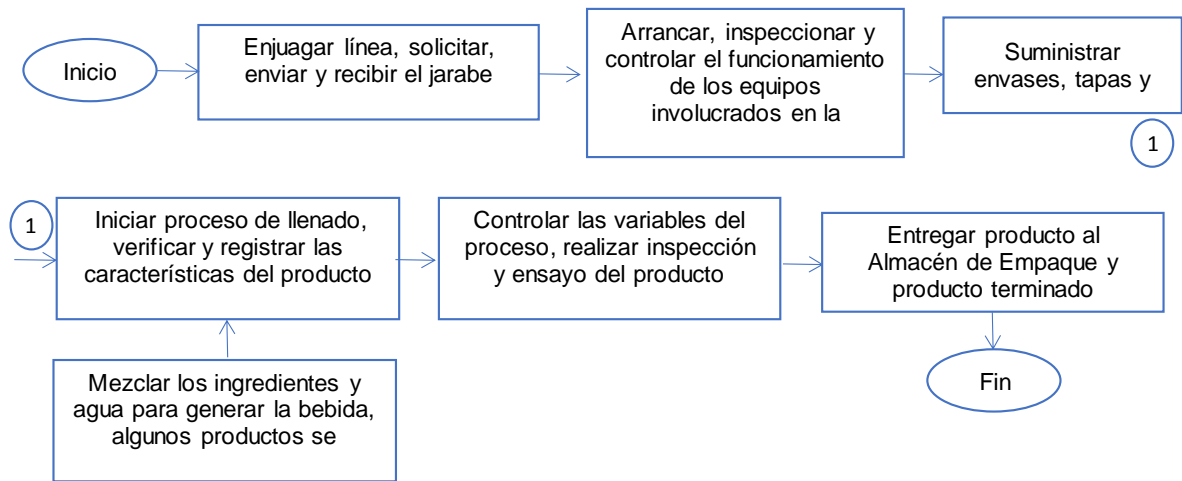 Inicio
Enjuagar línea, solicitar,
enviar y recibir el jarabe
Arrancar, inspeccionar y
controlar el funcionamiento
de los equipos
involucrados en la
Suministrar
envases, tapas y
1
1
Iniciar proceso de llenado,
verificar y registrar las
características del producto
Controlar las variables del
proceso, realizar inspección
y ensayo del producto
Entregar producto al
Almacén de Empaque y
producto terminado
Mezclar los ingredientes y
agua para generar la bebida,
algunos productos se
Fin